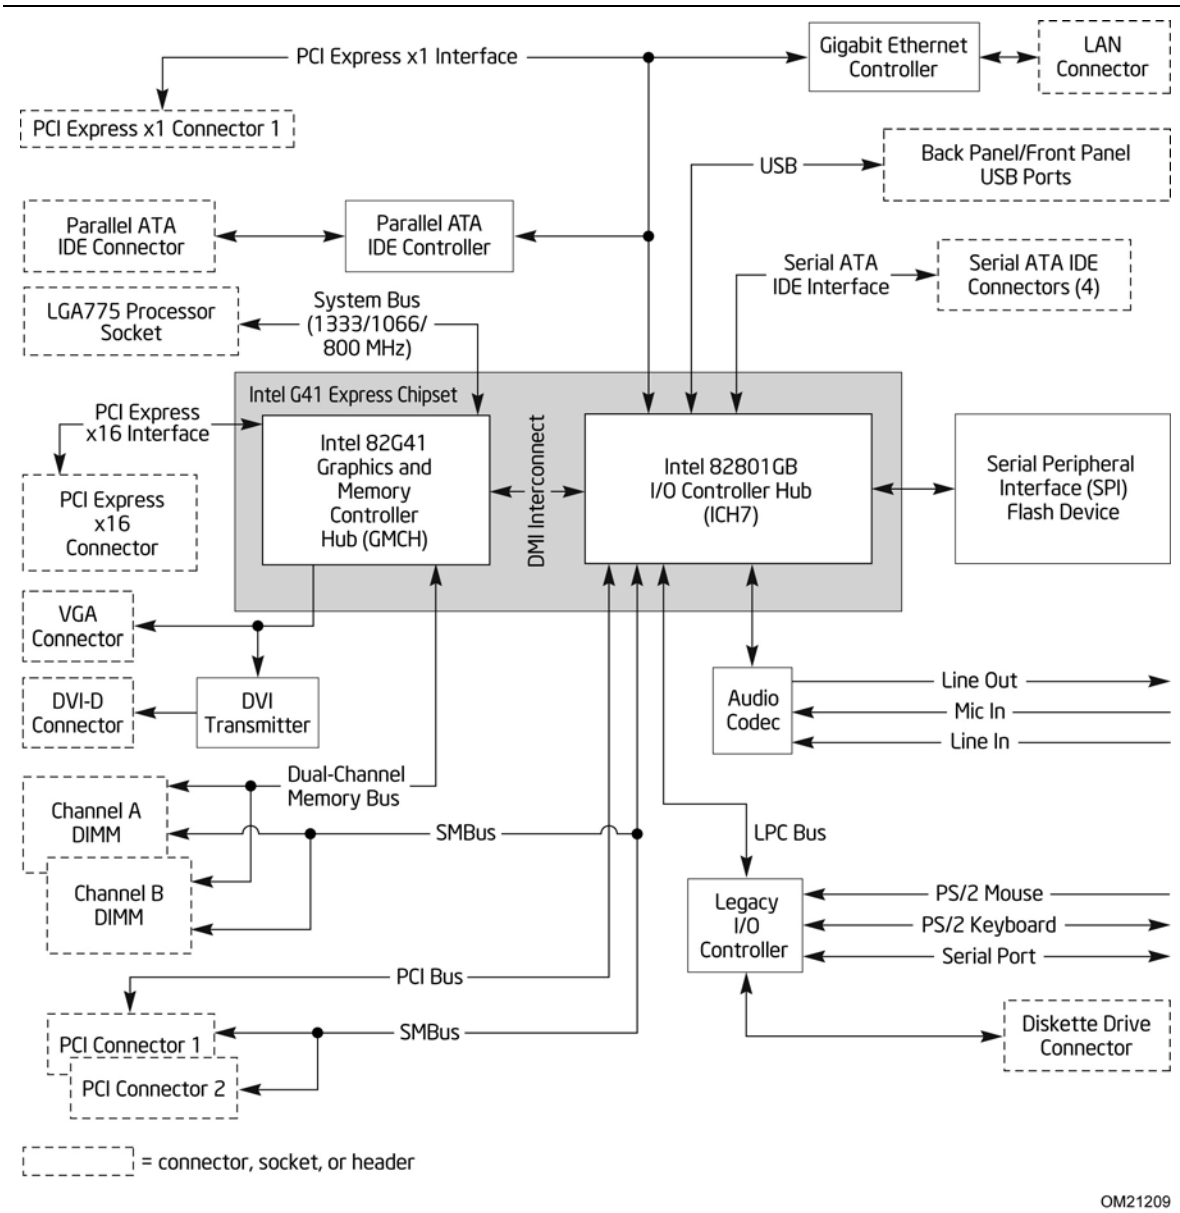 PCI Express x1 Interface
Gigabit Ethernet
Controller
LAN
Connector
PCI Express x1 Connector 1
USB
Back Panel/Front Panel
USB Ports
Parallel ATA
IDE Connector
Parallel ATA
IDE Controller
Serial ATA
IDE Interface
Serial ATA IDE
Connectors (4)
LGA775 Processor
Socket
System Bus
(1333/1066/
800 MHz)
Intel G41 Express Chipset
PCI Express
x16 Interface
Intel 82G41
Graphics and
Memory
Controller
Hub (GMCH)
DMI Interconnect
Intel 82801GB
I/O Controller Hub
(ICH7)
Serial Peripheral
Interface (SPI)
Flash Device
PCI Express
x16
Connector
VGA
Connector
DVI-D
Connector
DVI
Transmitter
Audio
Codec
Line Out
Mic In
Line In
Dual-Channel
Memory Bus
Channel A
DIMM
SMBus
LPC Bus
Channel B
DIMM
Legacy
I/O
Controller
PS/2 Mouse
PS/2 Keyboard
Serial Port
PCI Bus
PCI Connector 1
SMBus
PCI Connector 2
Diskette Drive
Connector
= connector, socket, or header
OM21209